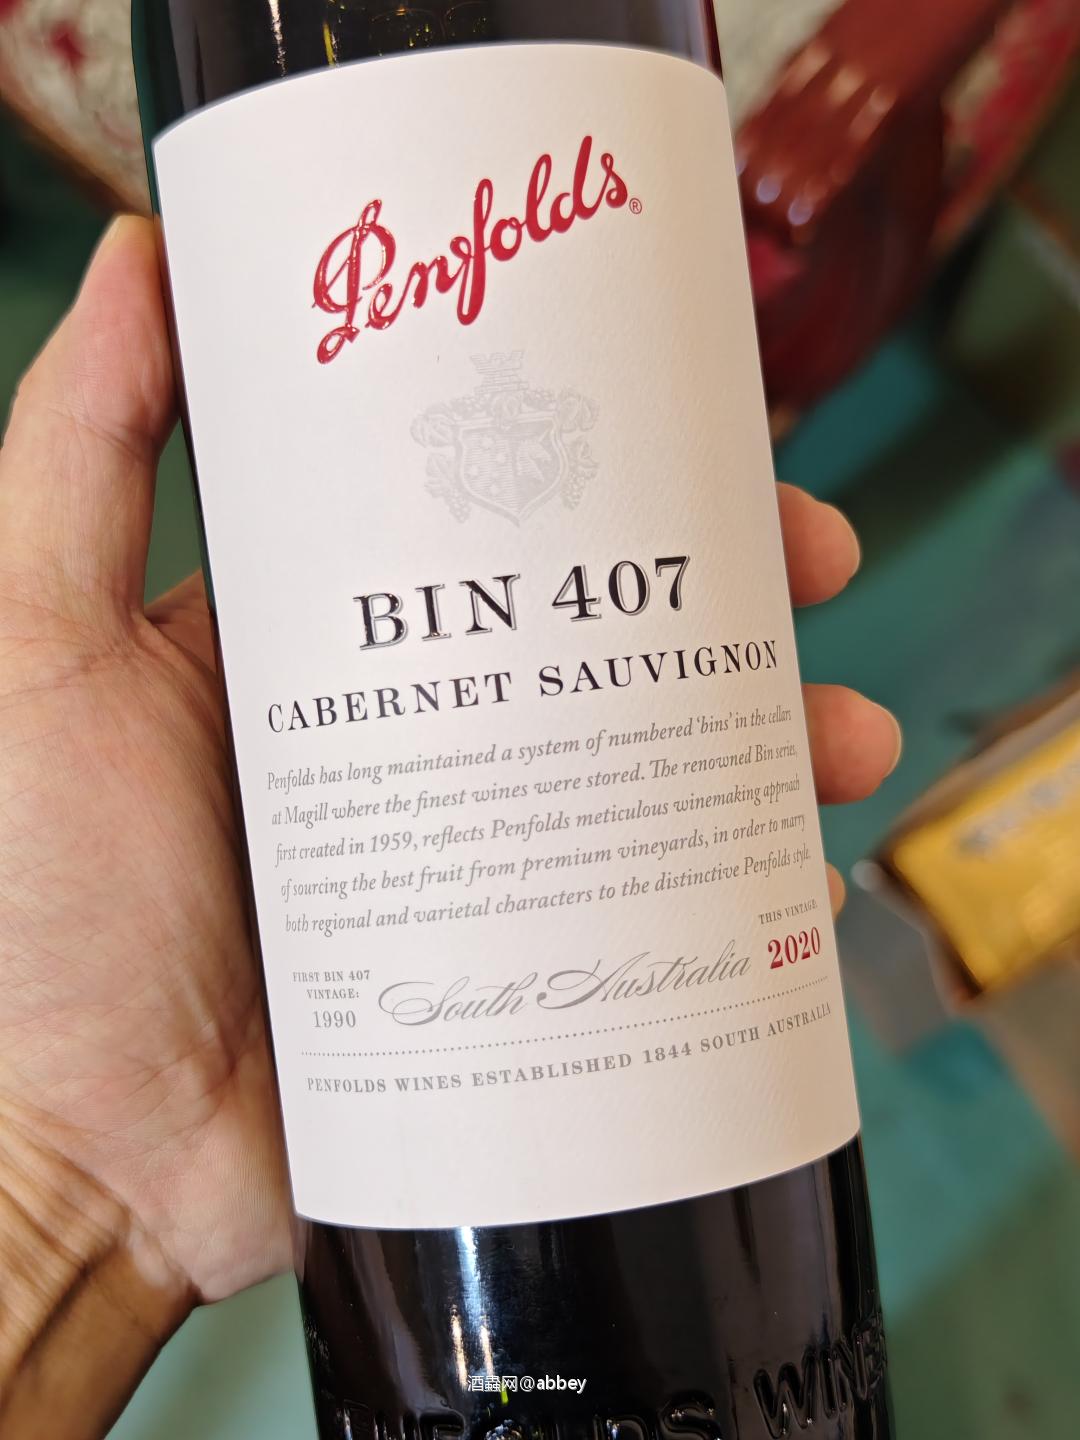 Penfolds®
BIN 407
CABERNET SAUVIGNON
Penfolds has long maintained a system of numbered ‘bins’ in the cellars
at Magill where the finest wines were stored. The renowned Bin series,
first created in 1959, reflects Penfolds meticulous winemaking approach
of sourcing the best fruit from premium vineyards, in order to marry
both regional and varietal characters to the distinctive Penfolds style.
FIRST BIN 407
VINTAGE:
1990
South Australia
THIS VINTAGE:
2020
PENFOLDS WINES ESTABLISHED 1844 SOUTH AUSTRALIA
PENFOLDS WINES
酒蟲网@abbey